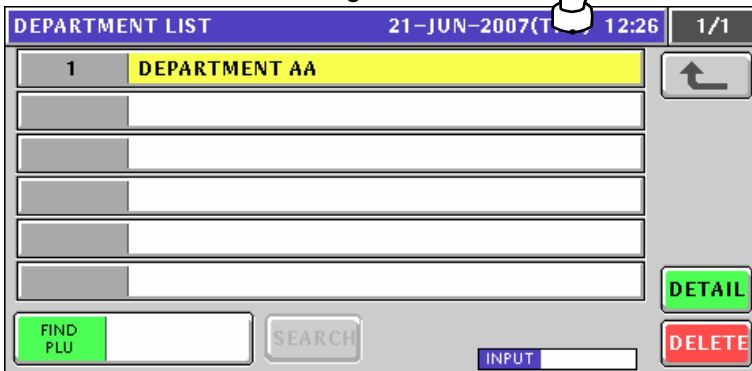 DEPARTMENT LIST 21-JUN-2007(T 12:26 1/1
1 DEPARTMENT AA
DETAIL
FIND PLU SEARCH
DELETE
INPUT